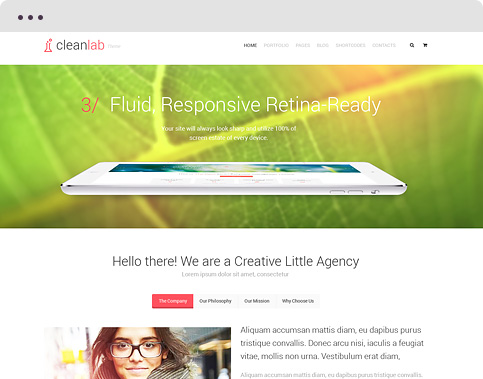 cleanlab
HOME PORTFOLIO PAGES BLOG SHORTCODES CONTACTS
3/ Fluid, Responsive Retina-Ready
Your site will always look sharp and utilize 100% of
screen estate of every device.
Hello there! We are a Creative Little Agency
Lorem ipsum dolor sit amet, consectetur
The Company Our Philosophy Our Mission Why Choose Us
Aliquam accumsan mattis diam, eu dapibus purus
tristique convallis. Donec arcu nisi, iaculis a feugiat
vitae, mollis non urna. Vestibulum erat diam,
Aliquam accumsan mattis diam, eu dapibus purus tristique convallis.